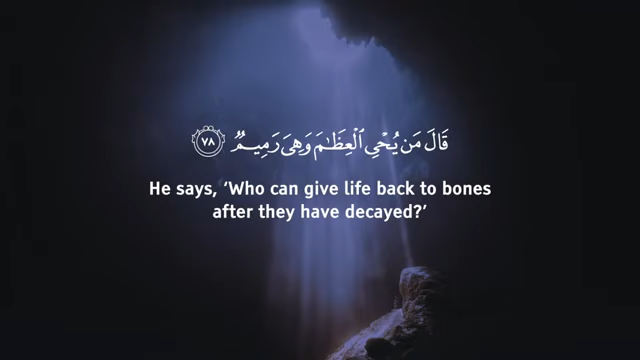 قَالَ مَن يُحْيِ ٱلْعِظَٰمَ وَهِىَ رَمِيمٌ ٧٨
He says, ‘Who can give life back to bones
after they have decayed?’